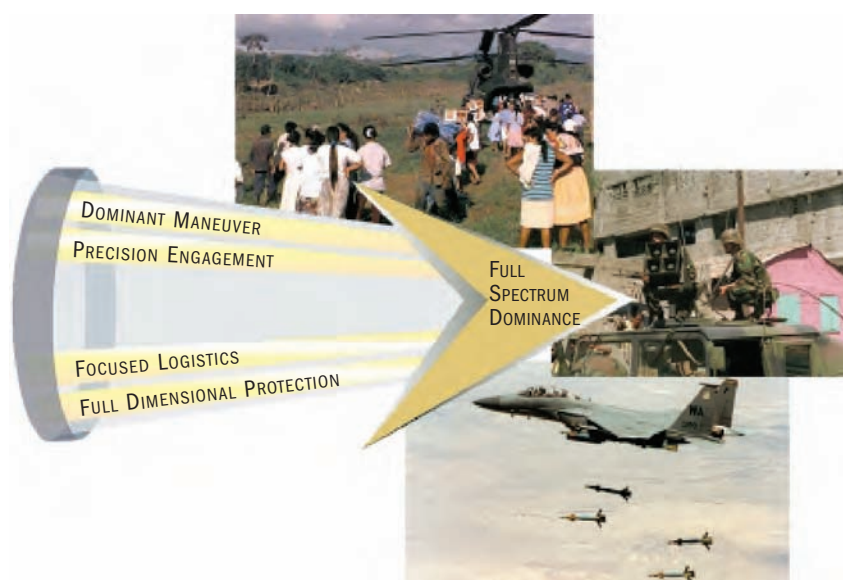 DOMINANT MANEUVER
PRECISION ENGAGEMENT
FULL
SPECTRUM
DOMINANCE
FOCUSED LOGISTICS
FULL DIMENSIONAL PROTECTION
WA